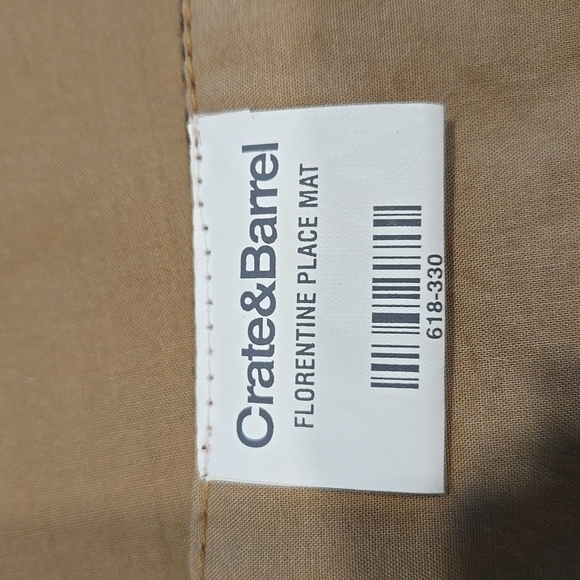 Crate&Barrel
FLORENTINE PLACE MAT
618-330